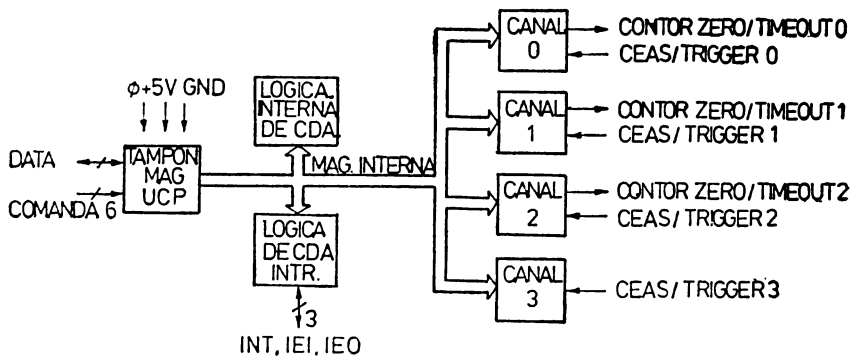 CANAL
0
CONTOR ZERO/TIMEOUT 0
CEAS/TRIGGER 0
ϕ+5V GND
LOGICA
INTERNA
DE CDA.
CANAL
1
CONTOR ZERO/TIMEOUT 1
CEAS/TRIGGER 1
DATA
TAMPON
MAG
UCP
MAG. INTERNA
COMANDĂ 6
CANAL
2
CONTOR ZERO/TIMEOUT 2
CEAS/TRIGGER 2
LOGICA
DE CDA
INTR.
CANAL
3
CEAS/TRIGGER 3
3
INT, IEI, IEO